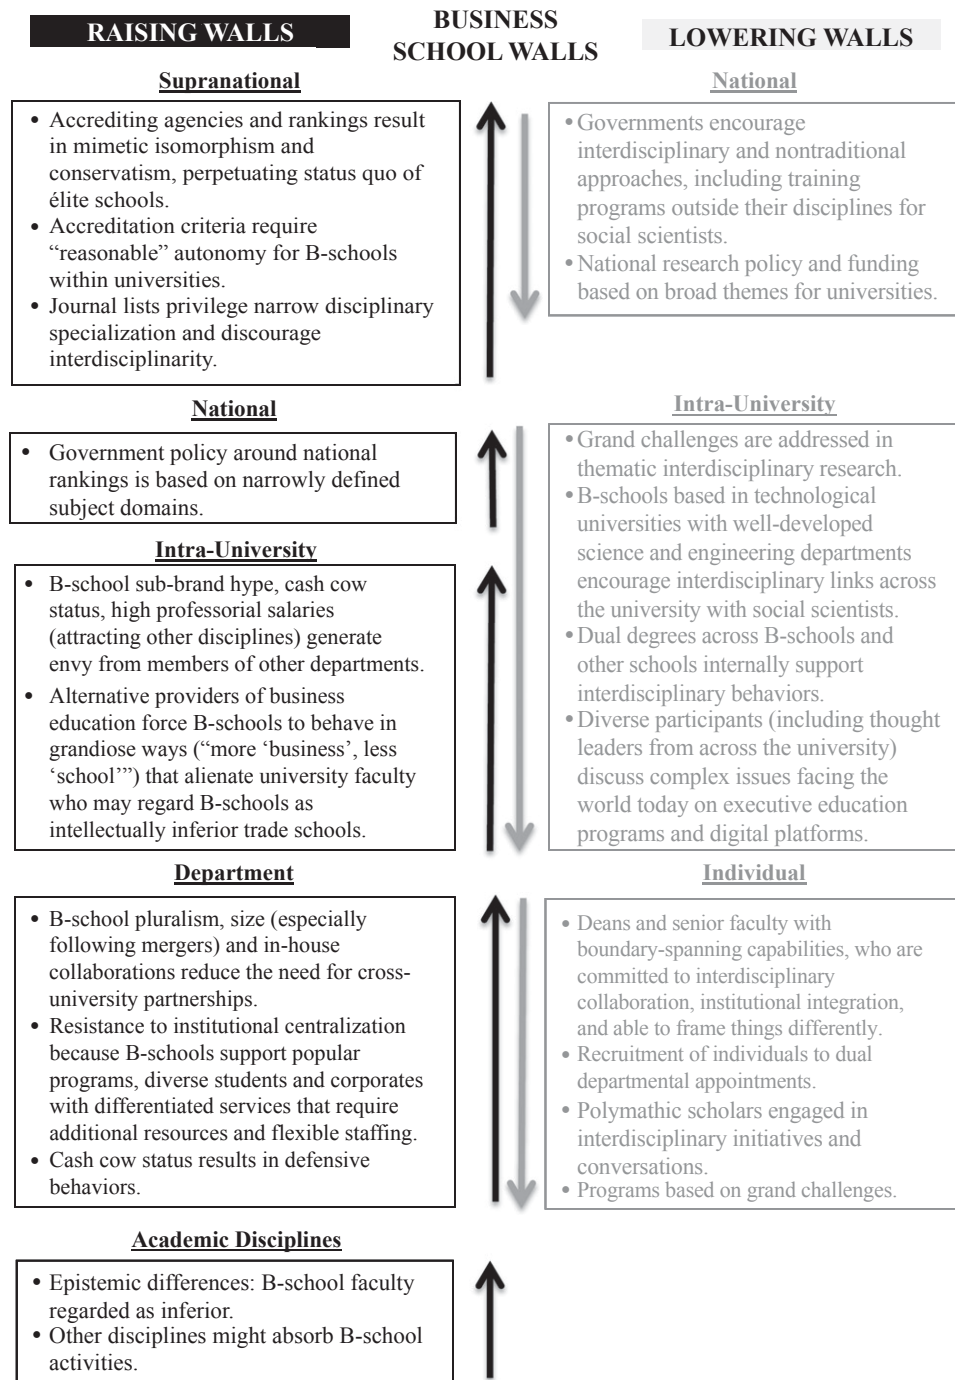 RAISING WALLS
BUSINESS
SCHOOL WALLS
LOWERING WALLS
Supranational
• Accrediting agencies and rankings result
in mimetic isomorphism and
conservatism, perpetuating status quo of
élite schools.
• Accreditation criteria require
“reasonable” autonomy for B-schools
within universities.
• Journal lists privilege narrow disciplinary
specialization and discourage
interdisciplinarity.
National
• Governments encourage
interdisciplinary and nontraditional
approaches, including training
programs outside their disciplines for
social scientists.
• National research policy and funding
based on broad themes for universities.
National
• Government policy around national
rankings is based on narrowly defined
subject domains.
Intra-University
• B-school sub-brand hype, cash cow
status, high professorial salaries
(attracting other disciplines) generate
envy from members of other departments.
• Alternative providers of business
education force B-schools to behave in
grandiose ways (“more ‘business’, less
‘school’”) that alienate university faculty
who may regard B-schools as
intellectually inferior trade schools.
Intra-University
• Grand challenges are addressed in
thematic interdisciplinary research.
• B-schools based in technological
universities with well-developed
science and engineering departments
encourage interdisciplinary links across
the university with social scientists.
• Dual degrees across B-schools and
other schools internally support
interdisciplinary behaviors.
• Diverse participants (including thought
leaders from across the university)
discuss complex issues facing the
world today on executive education
programs and digital platforms.
Department
• B-school pluralism, size (especially
following mergers) and in-house
collaborations reduce the need for cross-
university partnerships.
• Resistance to institutional centralization
because B-schools support popular
programs, diverse students and corporates
with differentiated services that require
additional resources and flexible staffing.
• Cash cow status results in defensive
behaviors.
Individual
• Deans and senior faculty with
boundary-spanning capabilities, who are
committed to interdisciplinary
collaboration, institutional integration,
and able to frame things differently.
• Recruitment of individuals to dual
departmental appointments.
• Polymathic scholars engaged in
interdisciplinary initiatives and
conversations.
• Programs based on grand challenges.
Academic Disciplines
• Epistemic differences: B-school faculty
regarded as inferior.
• Other disciplines might absorb B-school
activities.